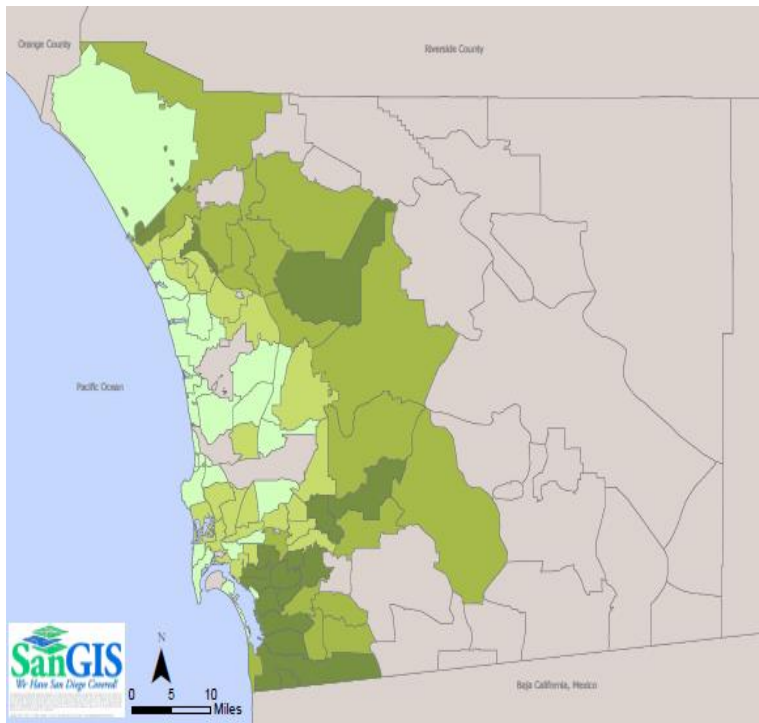 Orange County
Riverside County
Pacific Ocean
SanGIS
We Have San Diego Covered!
N
0 5 10
Miles
Baja California, Mexico